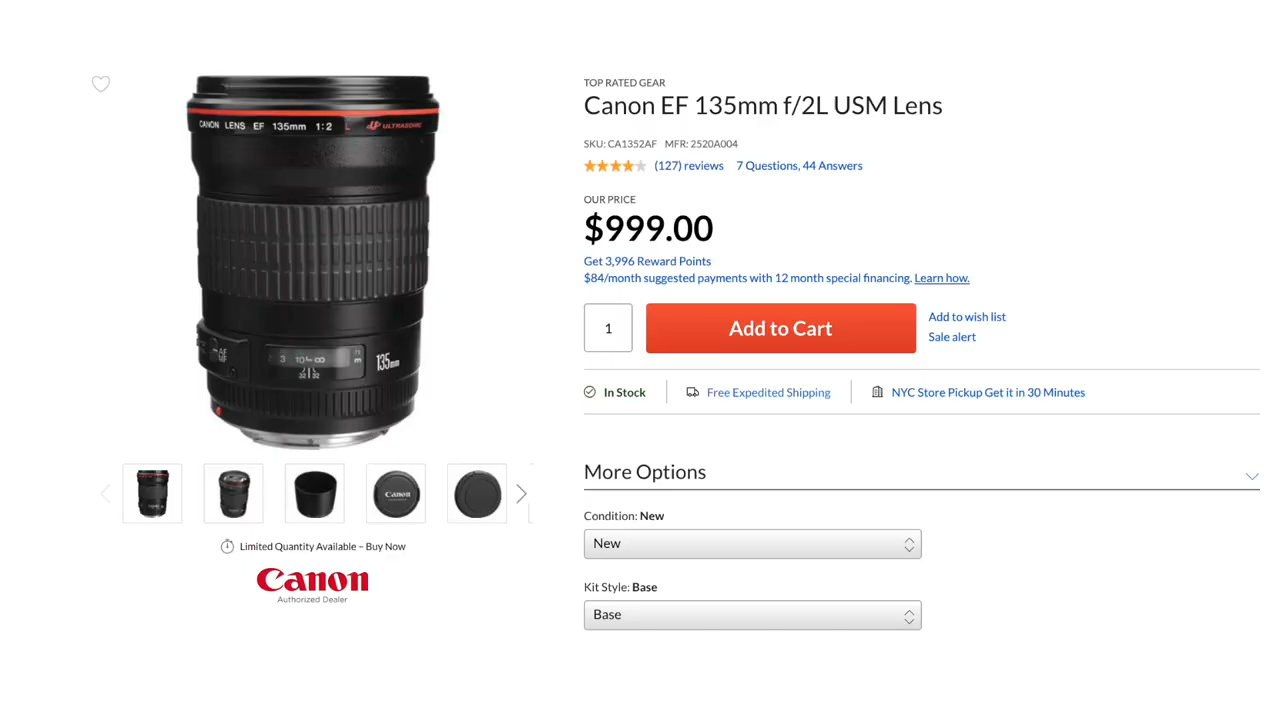 CANON LENS EF 135mm 1:2 L ULTRASONIC
135mm
Canon
Limited Quantity Available – Buy Now
Canon
Authorized Dealer
TOP RATED GEAR
Canon EF 135mm f/2L USM Lens
SKU: CA1352AF MFR: 2520A004
(127) reviews 7 Questions, 44 Answers
OUR PRICE
$999.00
Get 3,996 Reward Points
$84/month suggested payments with 12 month special financing. Learn how.
1 Add to Cart
Add to wish list
Sale alert
In Stock Free Expedited Shipping NYC Store Pickup Get it in 30 Minutes
More Options
Condition: New
New
Kit Style: Base
Base